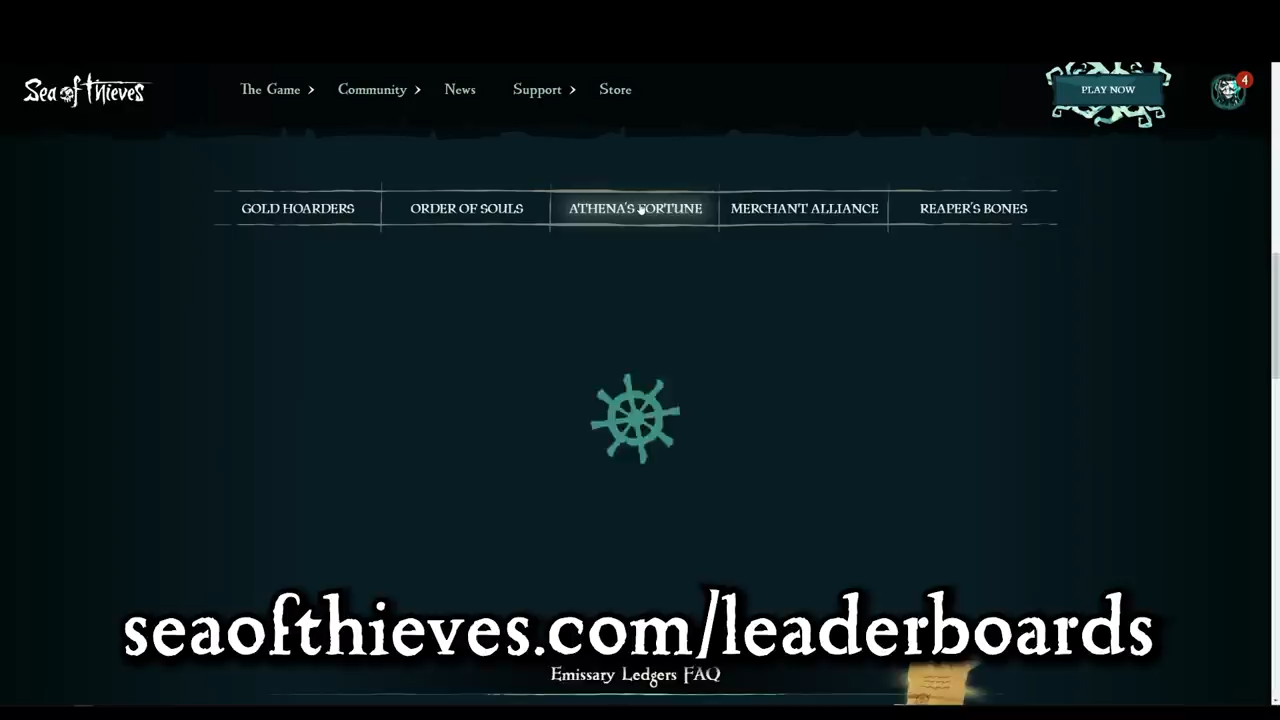 Sea of Thieves
The Game
Community
News
Support
Store
PLAY NOW
4
GOLD HOARDERS
ORDER OF SOULS
ATHENA'S FORTUNE
MERCHANT ALLIANCE
REAPER'S BONES
seaofthieves.com/leaderboards
Emissary Ledgers FAQ